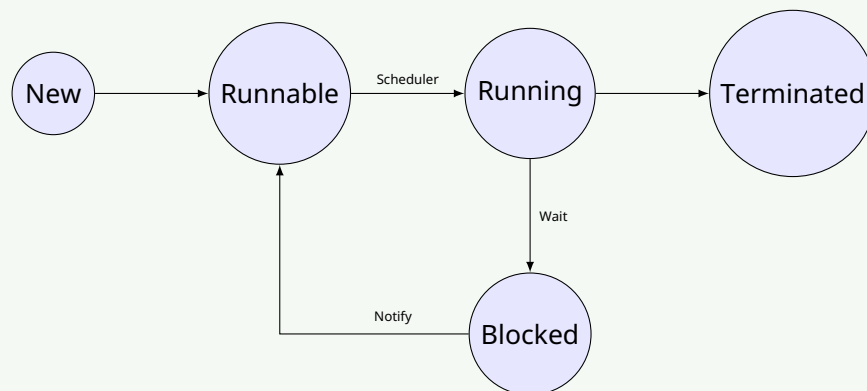 New
Runnable
Scheduler
Running
Terminated
Wait
Notify
Blocked